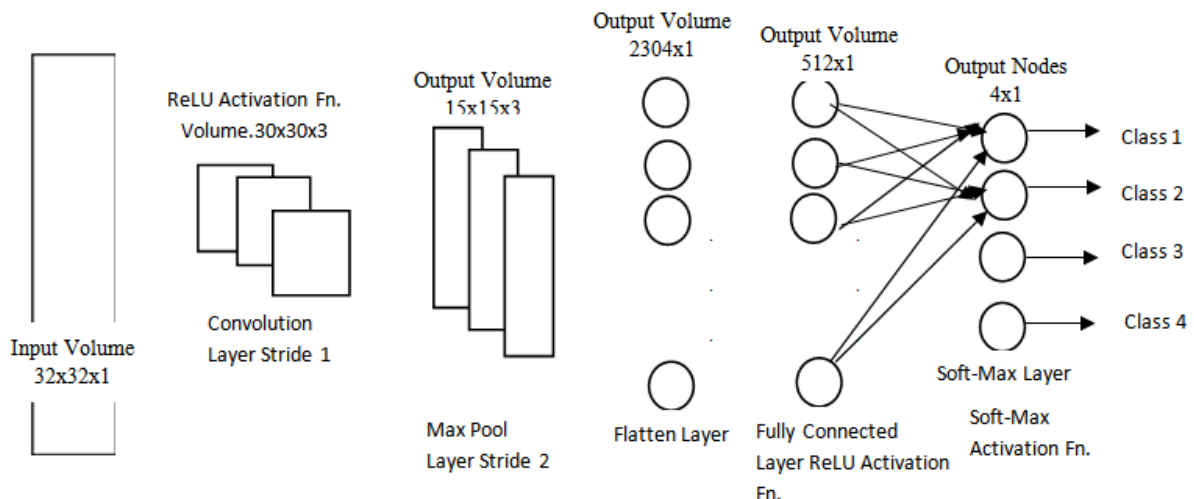 Input Volume
32x32x1
ReLU Activation Fn.
Volume.30x30x3
Convolution
Layer Stride 1
Output Volume
15x15x3
Max Pool
Layer Stride 2
Output Volume
2304x1
Flatten Layer
Output Volume
512x1
Fully Connected
Layer ReLU Activation
Fn.
Output Nodes
4x1
Class 1
Class 2
Class 3
Class 4
Soft-Max Layer
Soft-Max
Activation Fn.